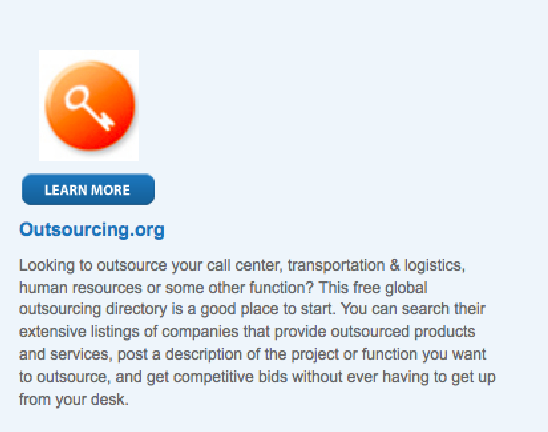 LEARN MORE
Outsourcing.org
Looking to outsource your call center, transportation & logistics,
human resources or some other function? This free global
outsourcing directory is a good place to start. You can search their
extensive listings of companies that provide outsourced products
and services, post a description of the project or function you want
to outsource, and get competitive bids without ever having to get up
from your desk.